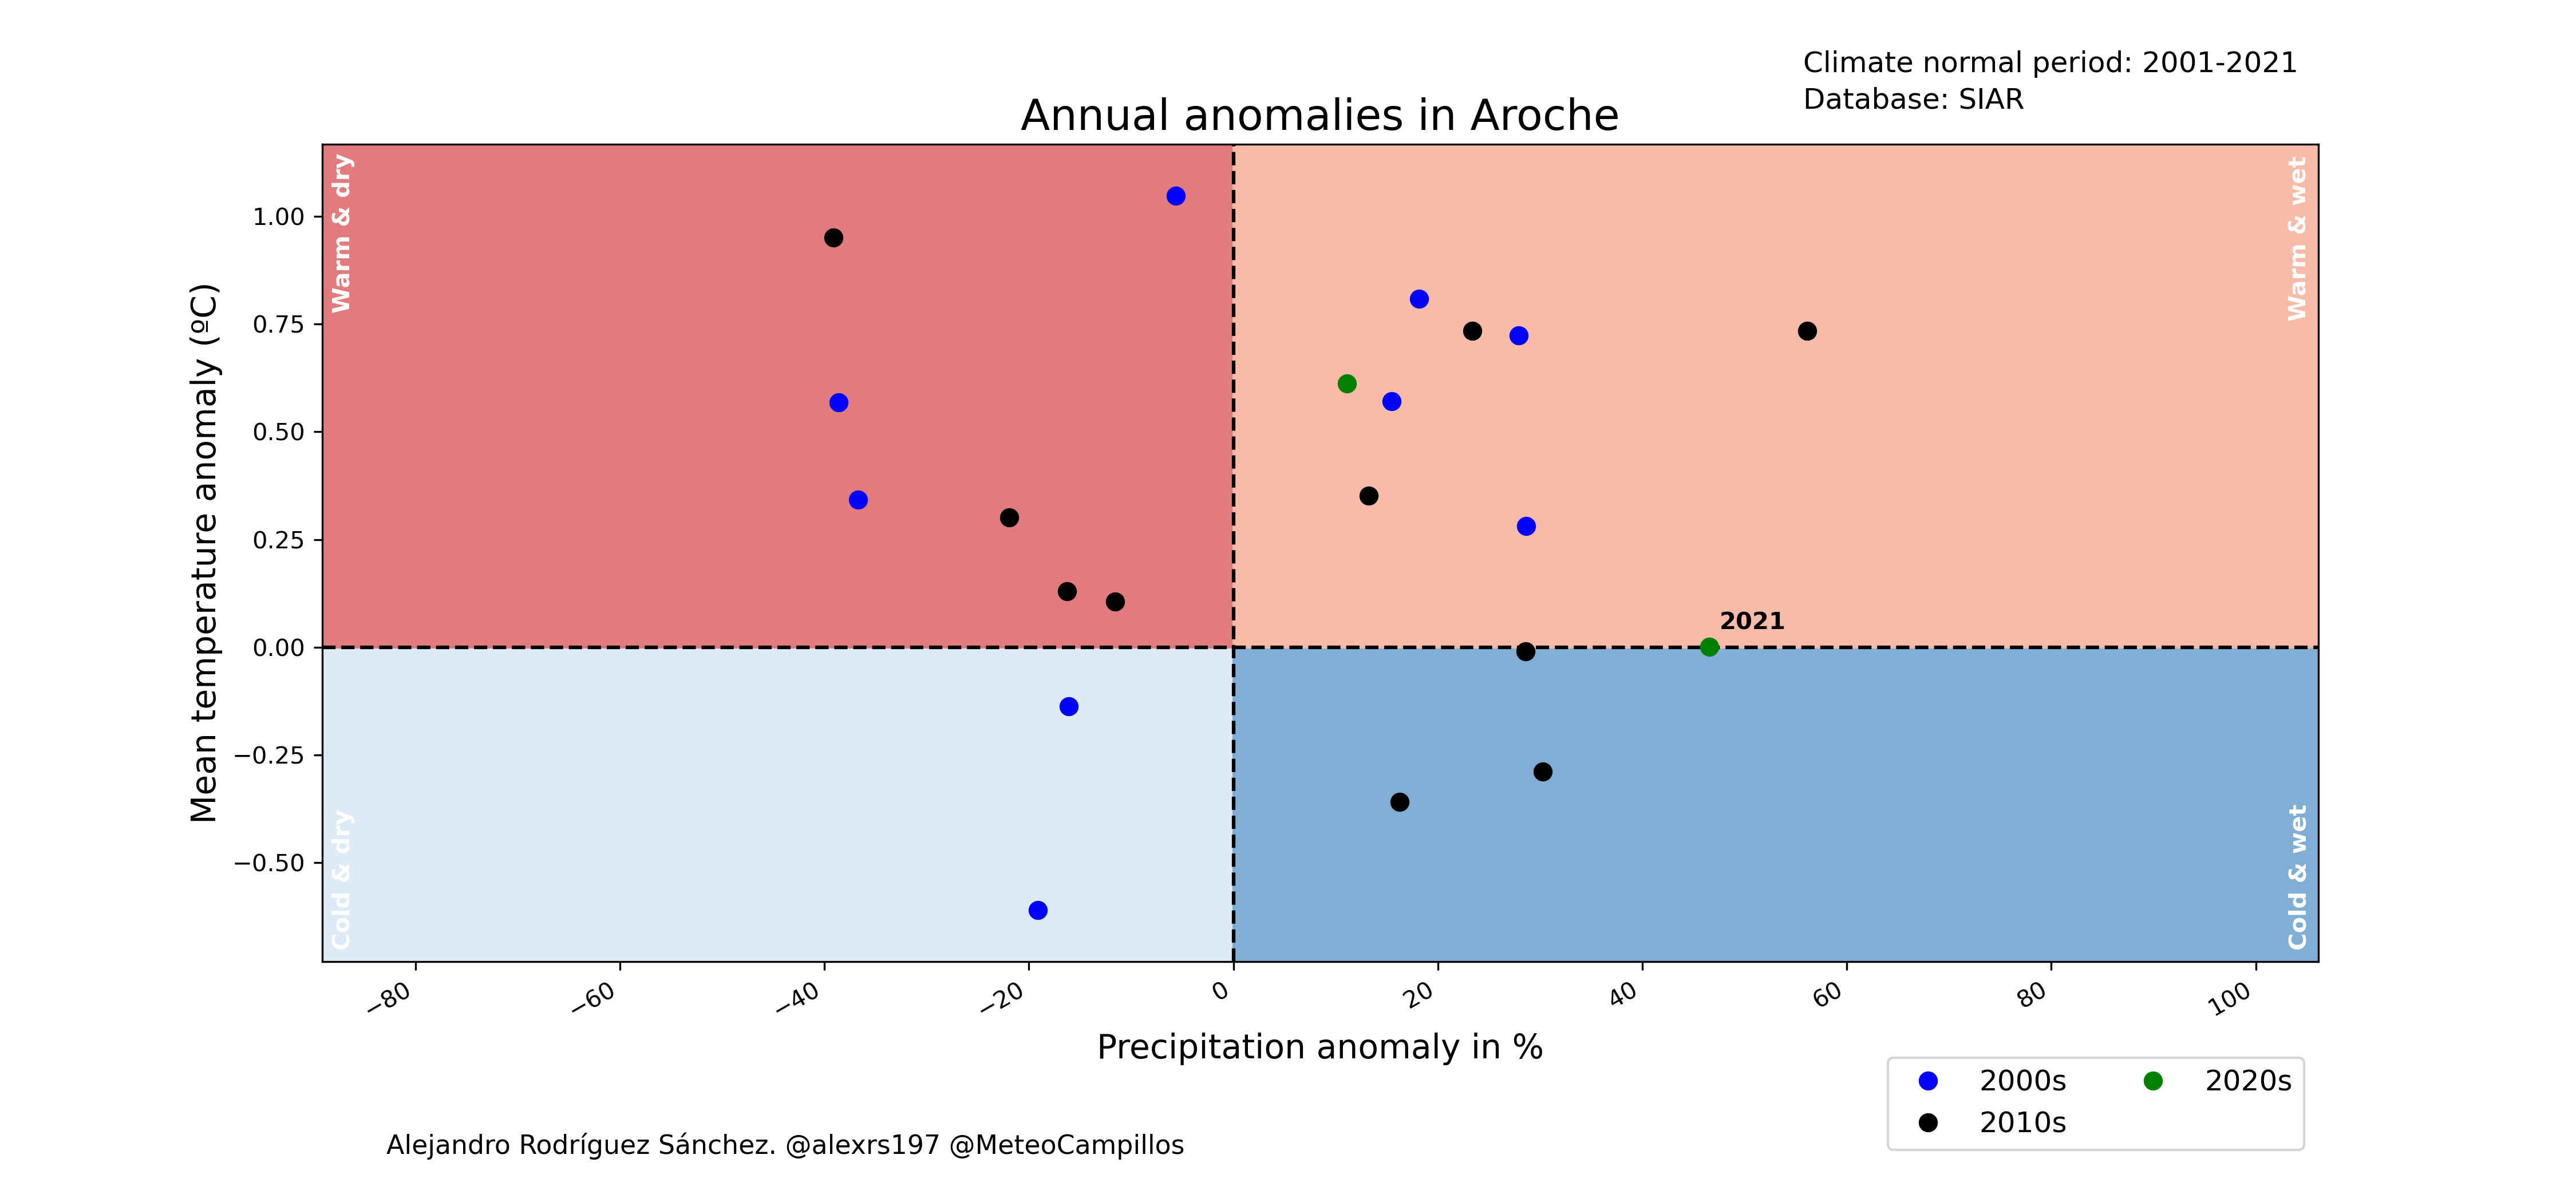 Climate normal period: 2001-2021
Database: SIAR
Annual anomalies in Aroche
Warm & dry
Warm & wet
Mean temperature anomaly (ºC)
1.00
0.75
0.50
0.25
0.00
−0.25
−0.50
2021
Cold & dry
Cold & wet
−80
−60
−40
−20
0
20
40
60
80
100
Precipitation anomaly in %
2000s
2010s
2020s
Alejandro Rodríguez Sánchez. @alexrs197 @MeteoCampillos